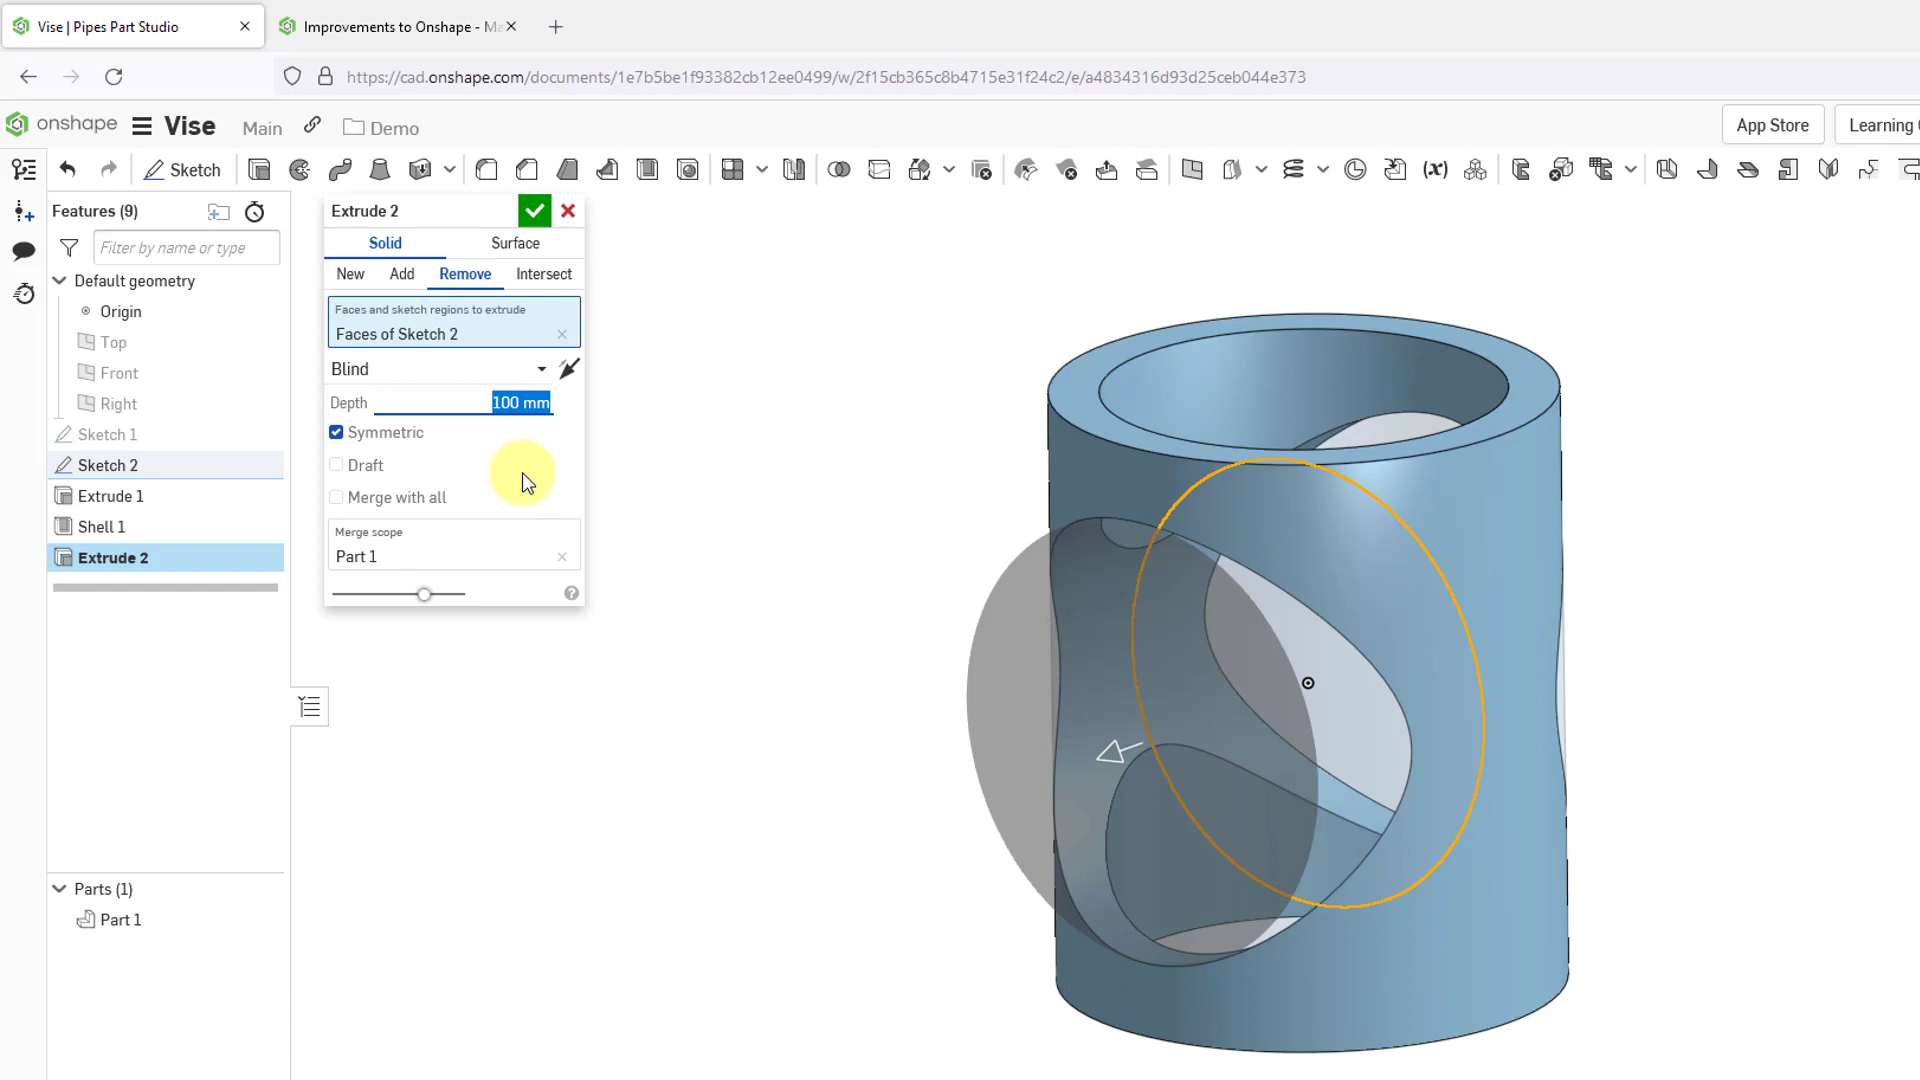 Vise | Pipes Part Studio
Improvements to Onshape - Ma
https://cad.onshape.com/documents/1e7b5be1f93382cb12ee0499/w/2f15cb365c8b4715e31f24c2/e/a4834316d93d25ceb044e373
onshape Vise Main Demo App Store Learning
Sketch (x)
Features (9)
Filter by name or type
Default geometry
Origin
Top
Front
Right
Sketch 1
Sketch 2
Extrude 1
Shell 1
Extrude 2
Parts (1)
Part 1
Extrude 2
Solid Surface
New Add Remove Intersect
Faces and sketch regions to extrude
Faces of Sketch 2
Blind
Depth 100 mm
Symmetric
Draft
Merge with all
Merge scope
Part 1
?